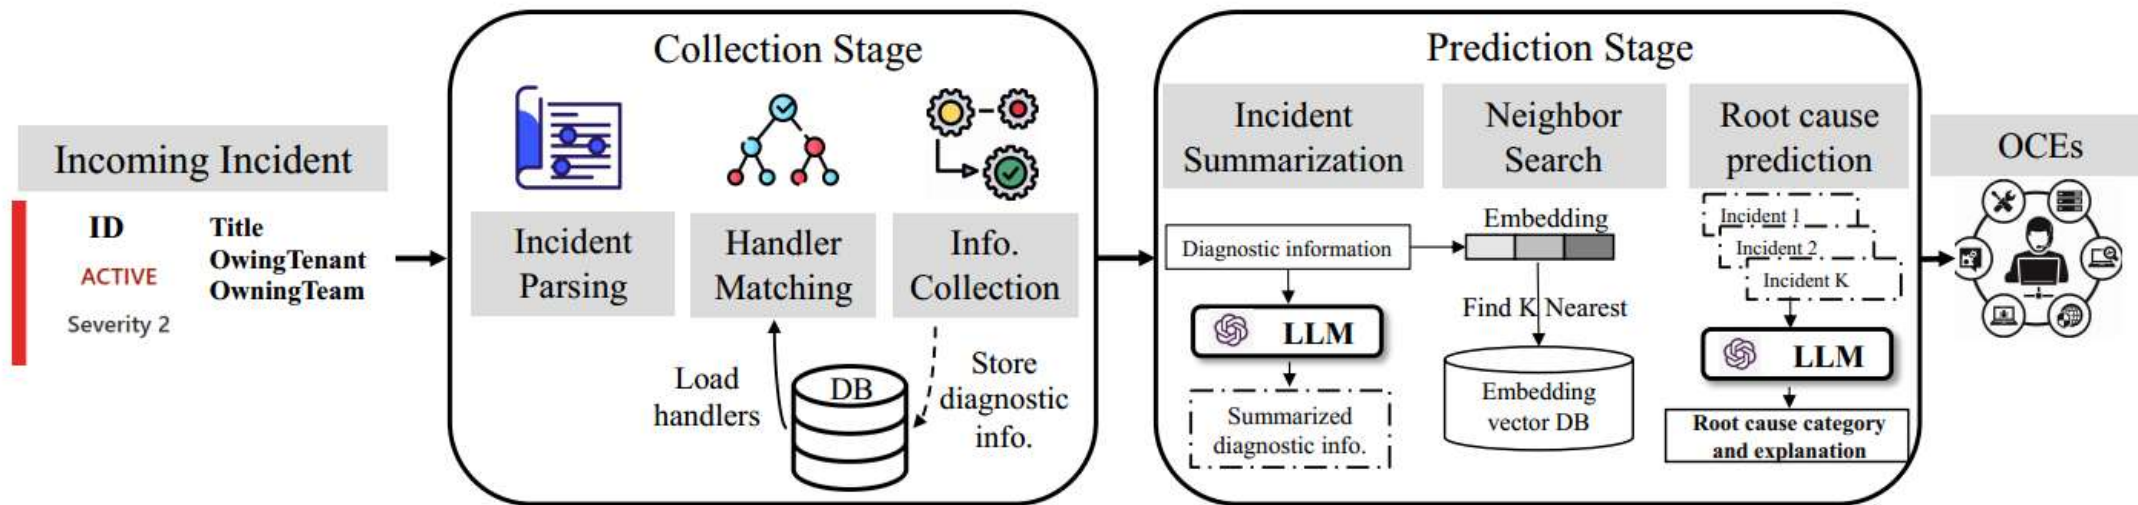 Incoming Incident
ID
ACTIVE
Severity 2
Title
OwingTenant
OwningTeam
Collection Stage
Incident
Parsing
Handler
Matching
Info.
Collection
Load
handlers
DB
Store
diagnostic
info.
Prediction Stage
Incident
Summarization
Diagnostic information
LLM
Summarized
diagnostic info.
Neighbor
Search
Embedding
Find K Nearest
Embedding
vector DB
Root cause
prediction
Incident 1
Incident 2
Incident K
LLM
Root cause category
and explanation
OCEs